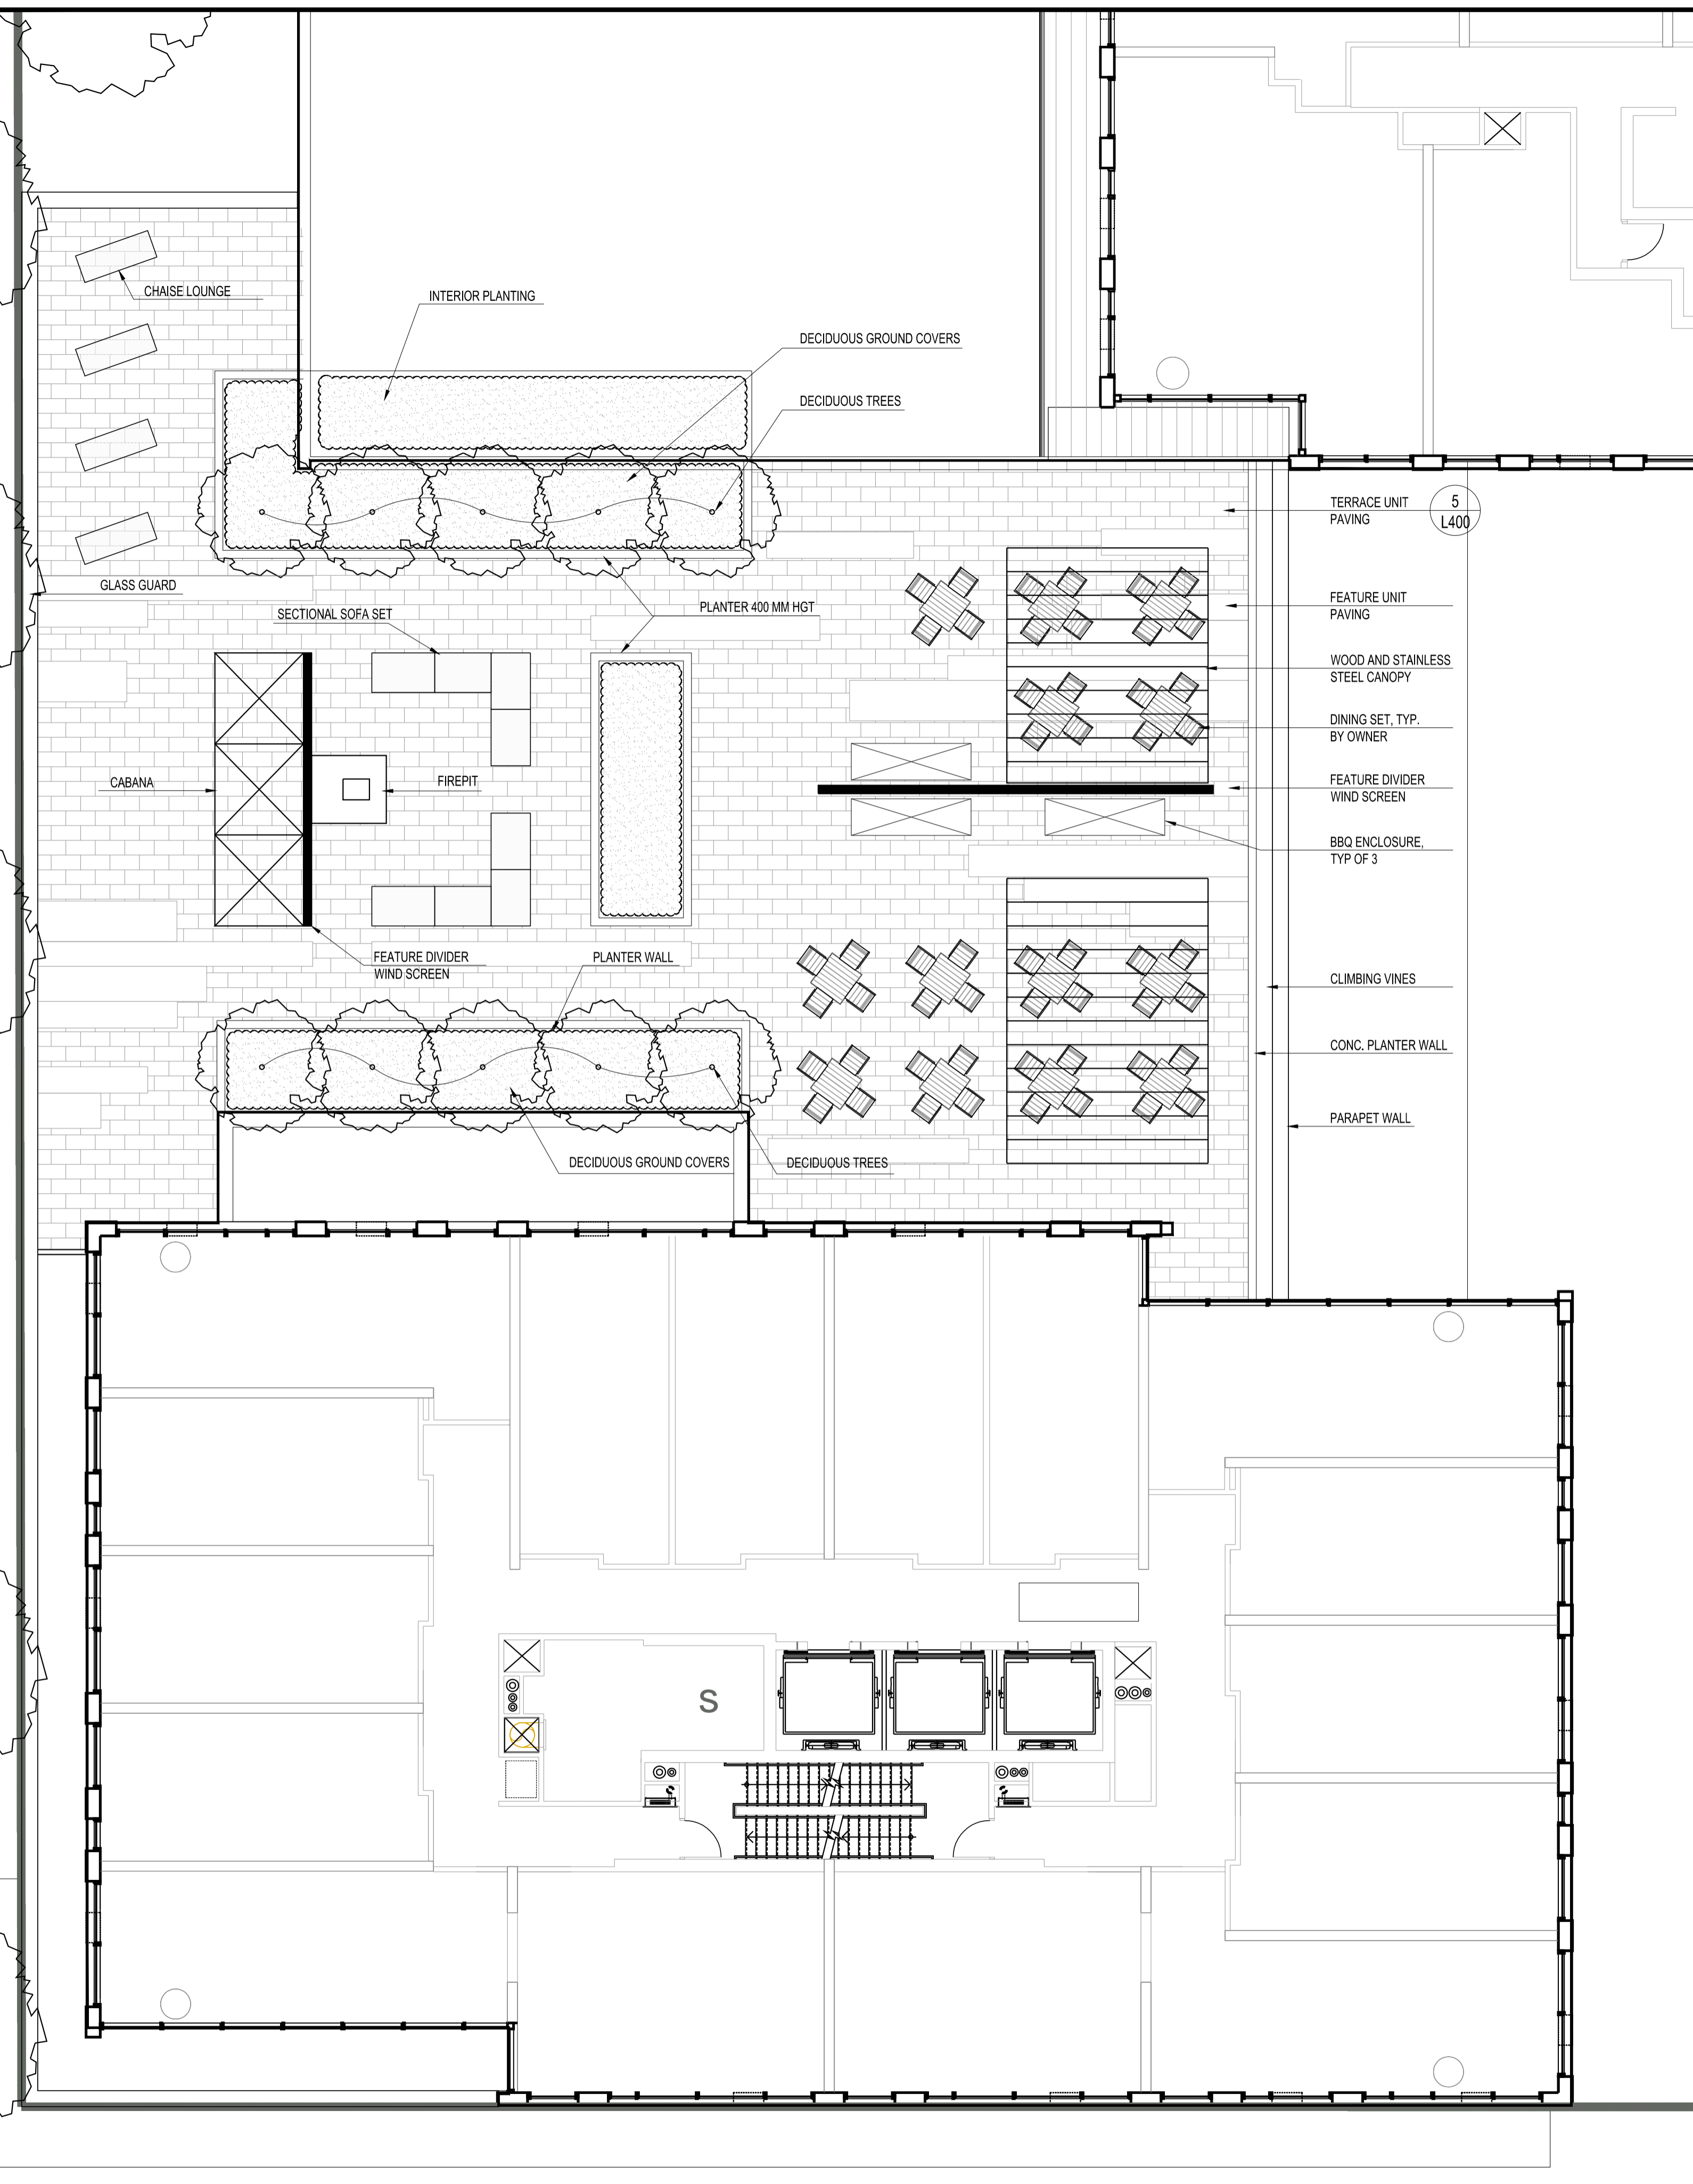 CHAISE LOUNGE
INTERIOR PLANTING
DECIDUOUS GROUND COVERS
DECIDUOUS TREES
TERRACE UNIT
PAVING
5
L400
GLASS GUARD
SECTIONAL SOFA SET
PLANTER 400 MM HGT
FEATURE UNIT
PAVING
WOOD AND STAINLESS
STEEL CANOPY
DINING SET, TYP.
BY OWNER
CABANA
FIREPIT
FEATURE DIVIDER
WIND SCREEN
BBQ ENCLOSURE,
TYP OF 3
FEATURE DIVIDER
WIND SCREEN
PLANTER WALL
CLIMBING VINES
CONC. PLANTER WALL
PARAPET WALL
DECIDUOUS GROUND COVERS
DECIDUOUS TREES
S